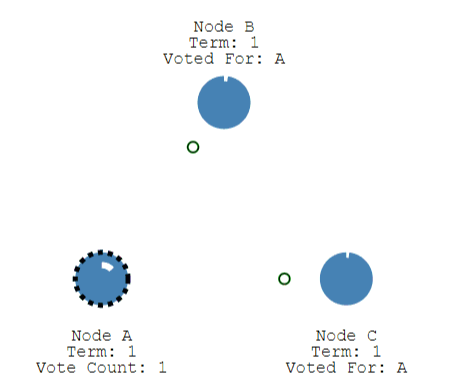 Node B
Term: 1
Voted For: A
Node A
Term: 1
Vote Count: 1
Node C
Term: 1
Voted For: A